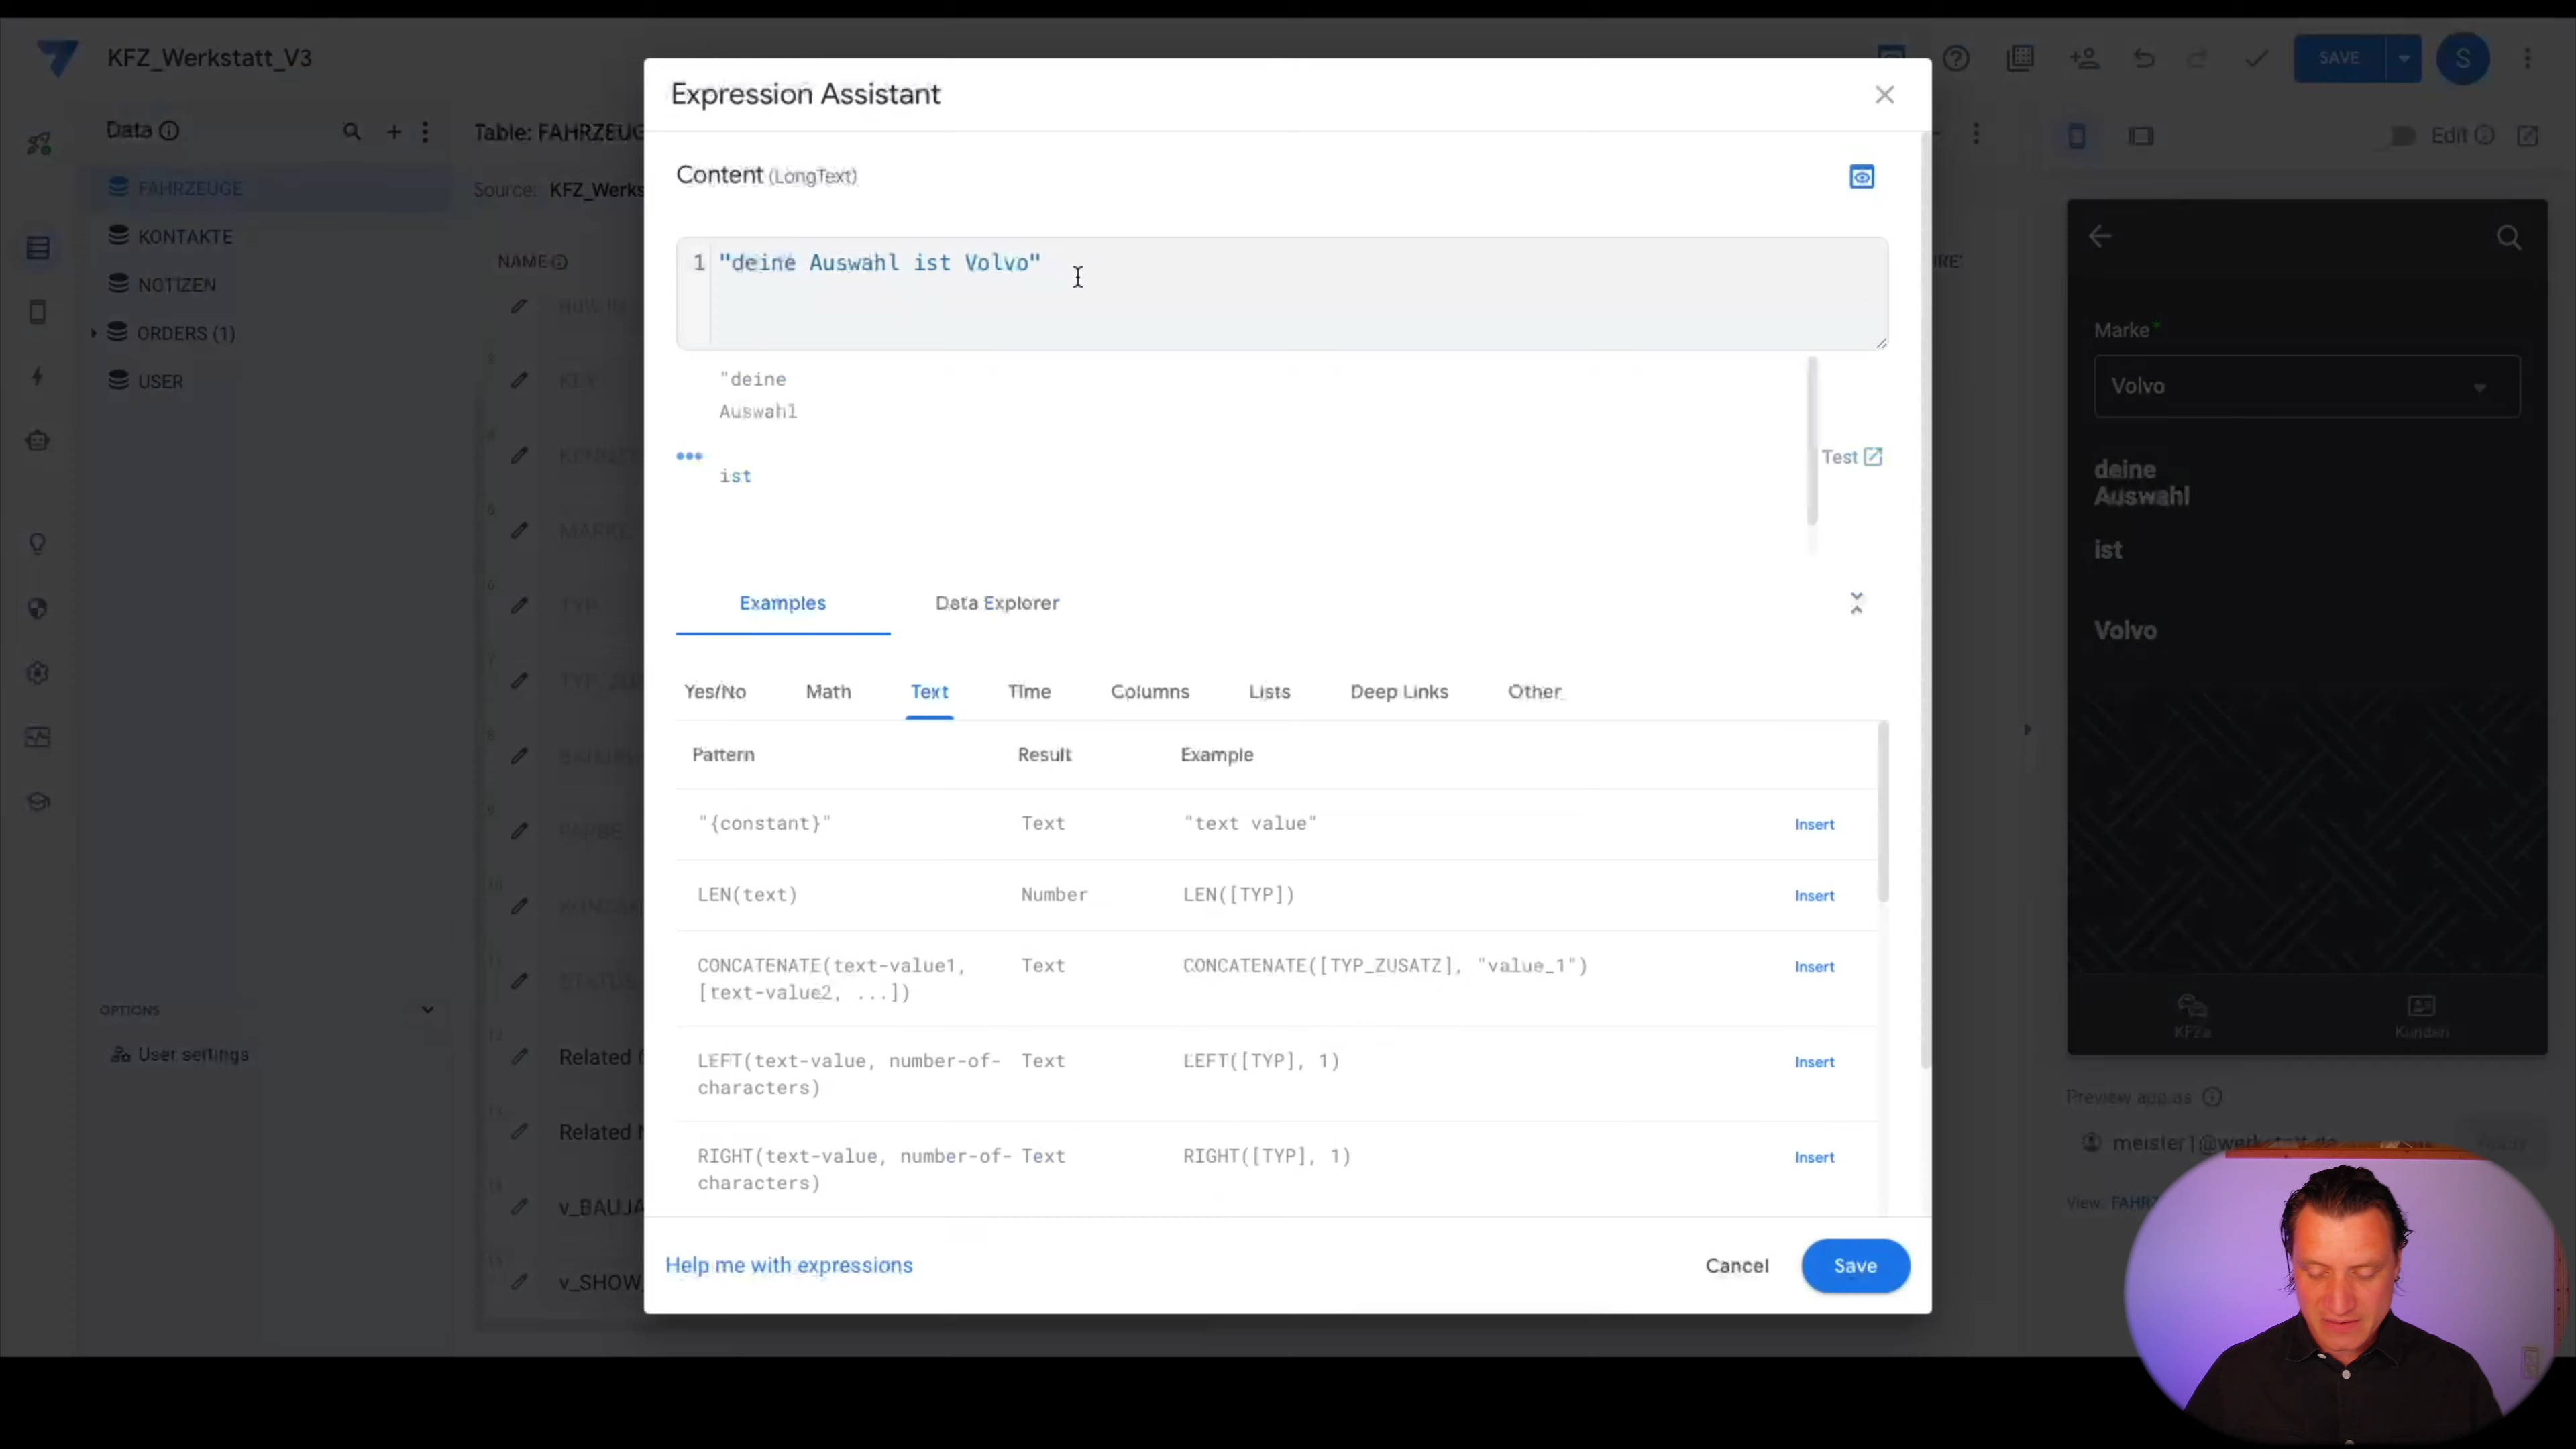 KFZ_Werkstatt_V3
SAVE
S
Data
Table: FAHRZEUG
Source: KFZ_Werks
NAME
FAHRZEUGE
KONTAKTE
NOTIZEN
ORDERS (1)
USER
OPTIONS
User settings
Related
Related
v_BAUJA
v_SHOW_
Expression Assistant
Content (LongText)
1 "deine Auswahl ist Volvo"
"deine
Auswahl
ist
Test
Examples Data Explorer
Yes/No Math Text Time Columns Lists Deep Links Other
Pattern Result Example
"{constant}" Text "text value" Insert
LEN(text) Number LEN([TYP]) Insert
CONCATENATE(text-value1, Text CONCATENATE([TYP_ZUSATZ], "value_1") Insert
[text-value2, ...])
LEFT(text-value, number-of- Text LEFT([TYP], 1) Insert
characters)
RIGHT(text-value, number-of- Text RIGHT([TYP], 1) Insert
characters)
Help me with expressions
Cancel Save
Edit
Marke*
Volvo
deine
Auswahl
ist
Volvo
KFZs
Kunden
Preview app as
View: